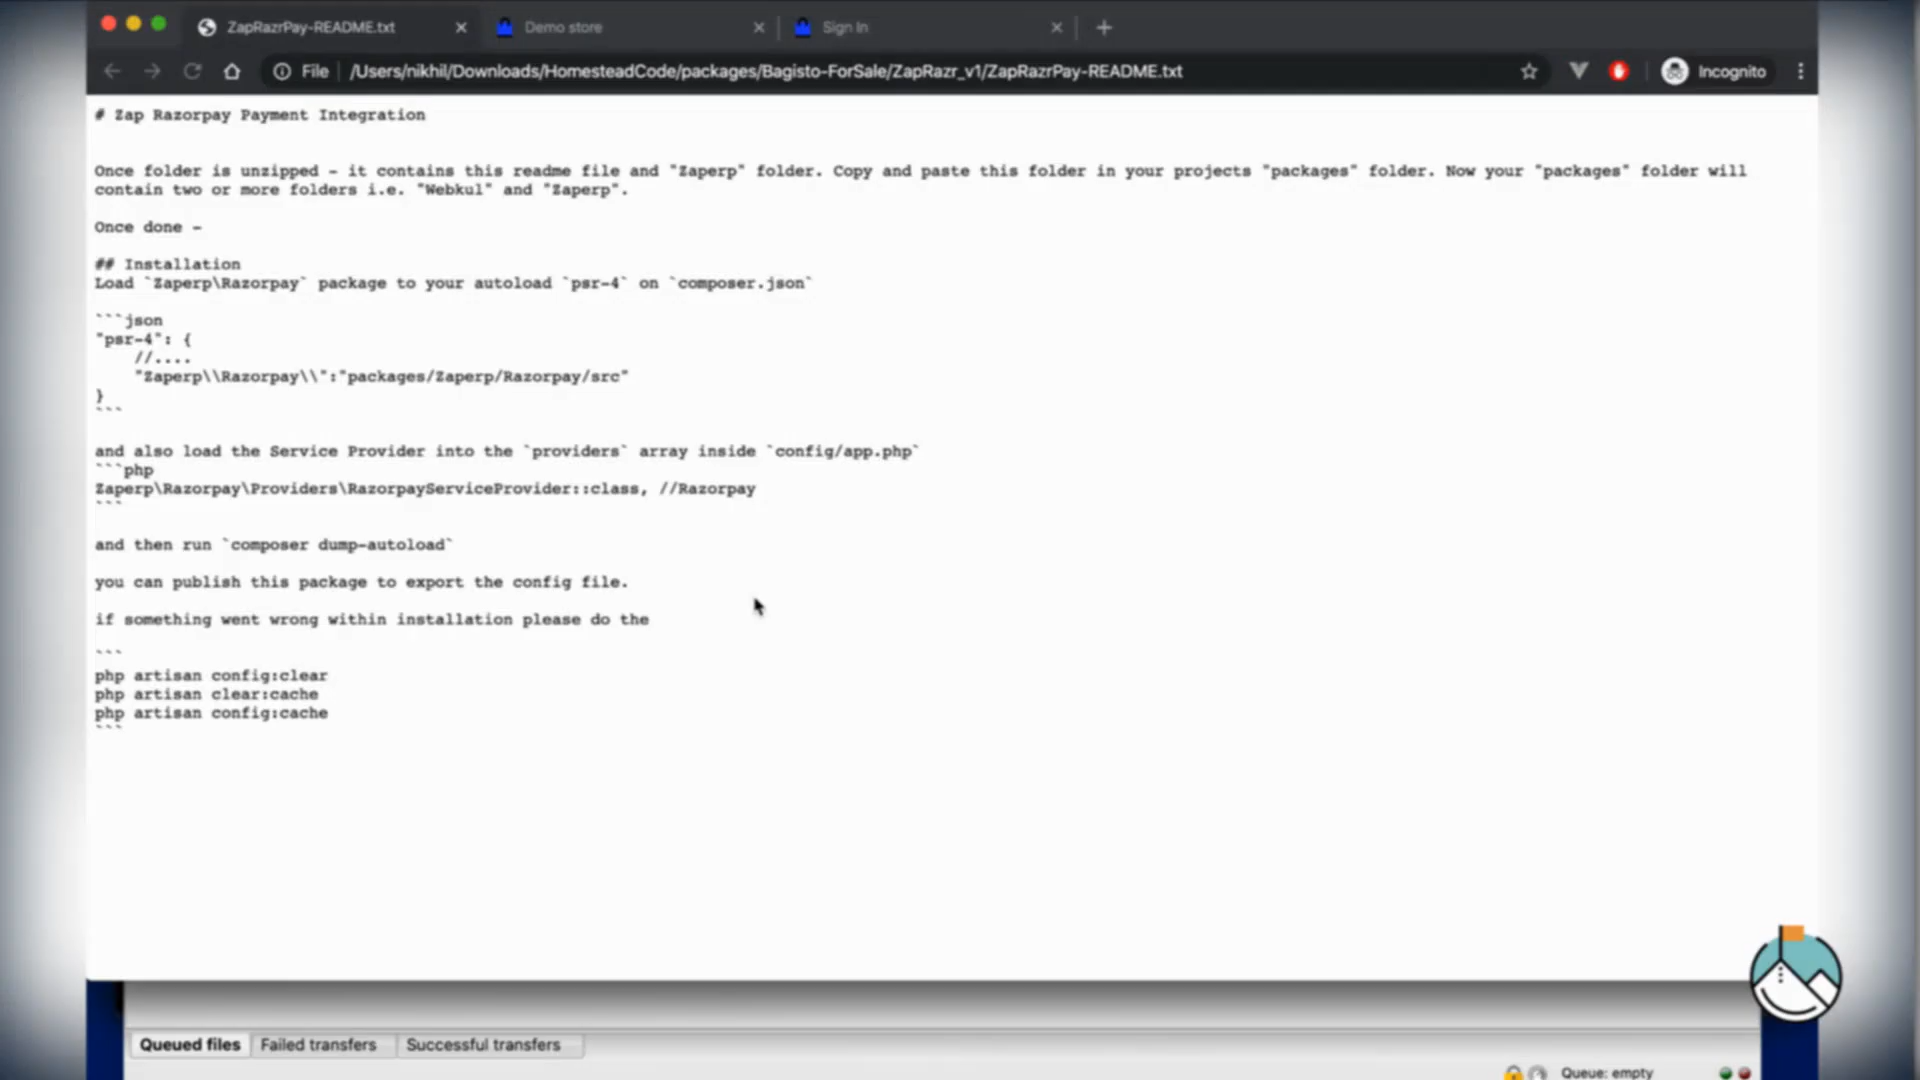 ZapRazrPay-README.txt
Demo store
Sign In
File
/Users/nikhil/Downloads/HomesteadCode/packages/Bagisto-ForSale/ZapRazr_v1/ZapRazrPay-README.txt
Incognito
# Zap Razorpay Payment Integration
Once folder is unzipped - it contains this readme file and "Zaperp" folder. Copy and paste this folder in your projects "packages" folder. Now your "packages" folder will
contain two or more folders i.e. "Webkul" and "Zaperp".
Once done -
## Installation
Load `Zaperp\Razorpay` package to your autoload `psr-4` on `composer.json`
```json
"psr-4": {
    //....
    "Zaperp\\Razorpay\\":"packages/Zaperp/Razorpay/src"
}
```
and also load the Service Provider into the `providers` array inside `config/app.php`
```php
Zaperp\Razorpay\Providers\RazorpayServiceProvider::class, //Razorpay
```
and then run `composer dump-autoload`
you can publish this package to export the config file.
if something went wrong within installation please do the
```
php artisan config:clear
php artisan clear:cache
php artisan config:cache
```
Queued files
Failed transfers
Successful transfers
Queue: empty